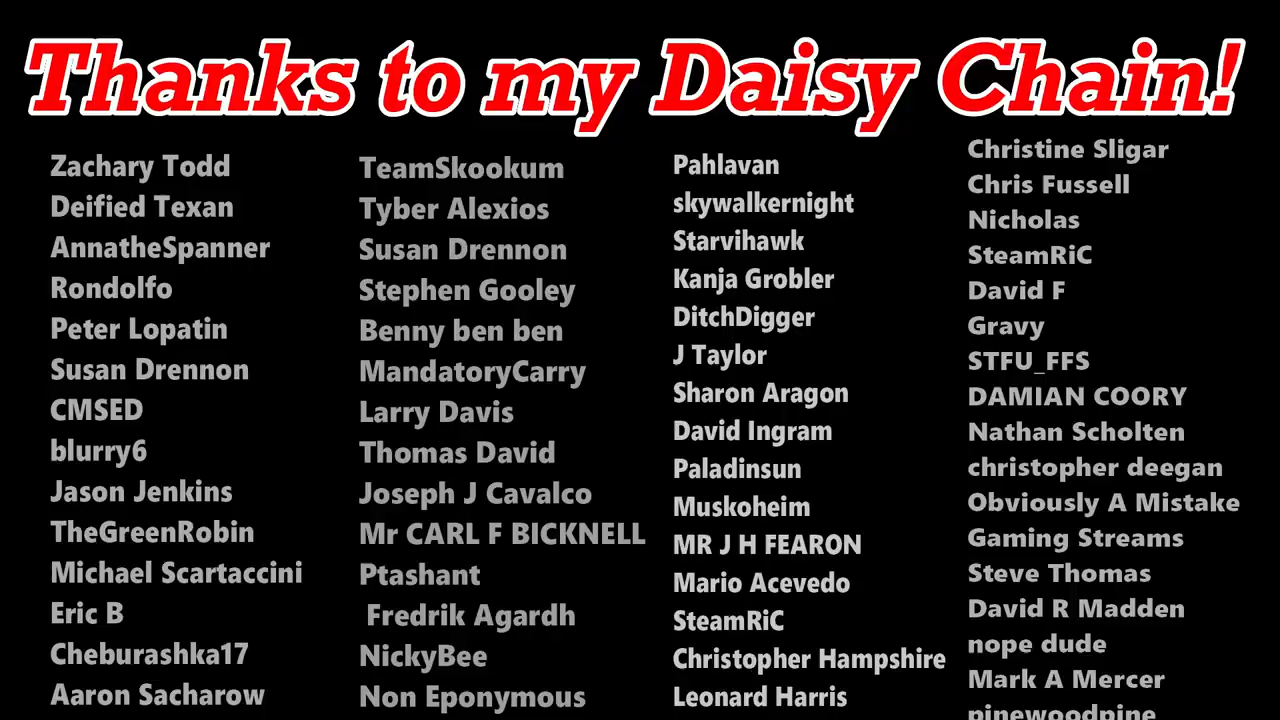 Thanks to my Daisy Chain!
Zachary Todd
Deified Texan
AnnatheSpanner
Rondolfo
Peter Lopatin
Susan Drennon
CMSED
blurry6
Jason Jenkins
TheGreenRobin
Michael Scartaccini
Eric B
Cheburashka17
Aaron Sacharow
TeamSkookum
Tyber Alexios
Susan Drennon
Stephen Gooley
Benny ben ben
MandatoryCarry
Larry Davis
Thomas David
Joseph J Cavalco
Mr CARL F BICKNELL
Ptashant
Fredrik Agardh
NickyBee
Non Eponymous
Pahlavan
skywalkernight
Starvihawk
Kanja Grobler
DitchDigger
J Taylor
Sharon Aragon
David Ingram
Paladinsun
Muskoheim
MR J H FEARON
Mario Acevedo
SteamRiC
Christopher Hampshire
Leonard Harris
Christine Sligar
Chris Fussell
Nicholas
SteamRiC
David F
Gravy
STFU_FFS
DAMIAN COORY
Nathan Scholten
christopher deegan
Obviously A Mistake
Gaming Streams
Steve Thomas
David R Madden
nope dude
Mark A Mercer
pinewoodpine